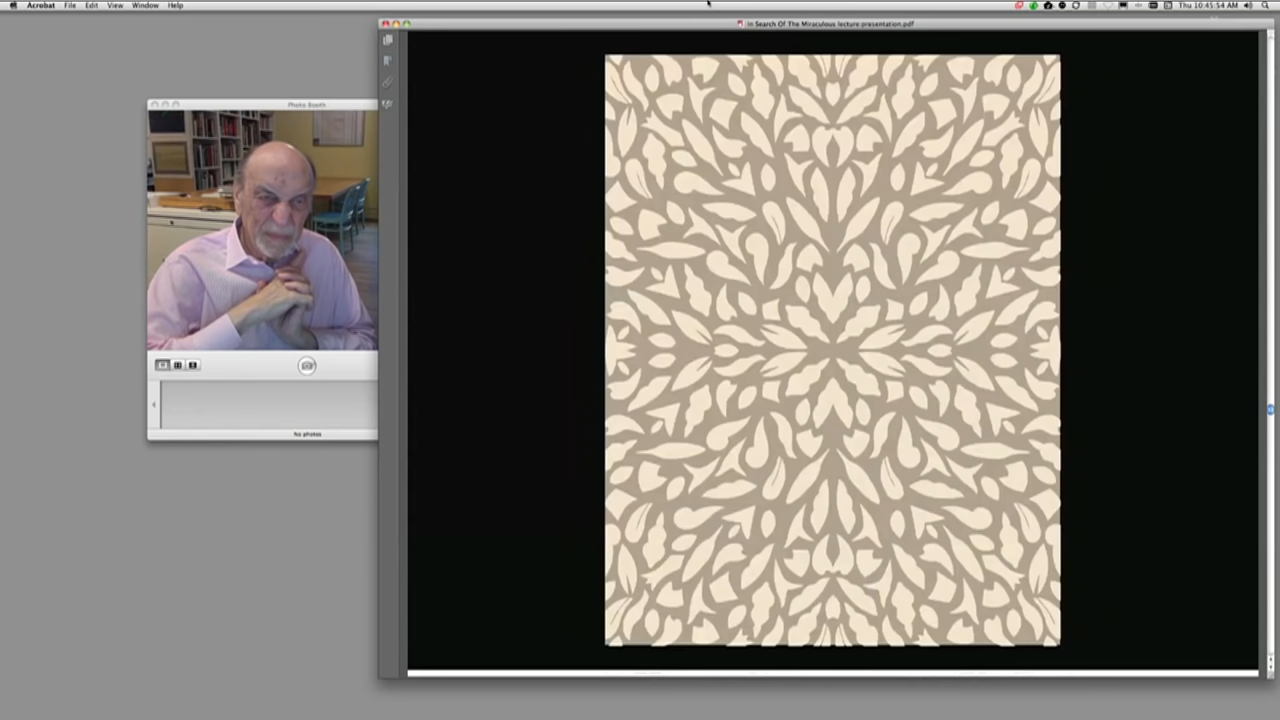 Acrobat File Edit View Window Help
Thu 10:45:54 AM
In Search Of The Miraculous lecture presentation.pdf
Photo Booth
No photos